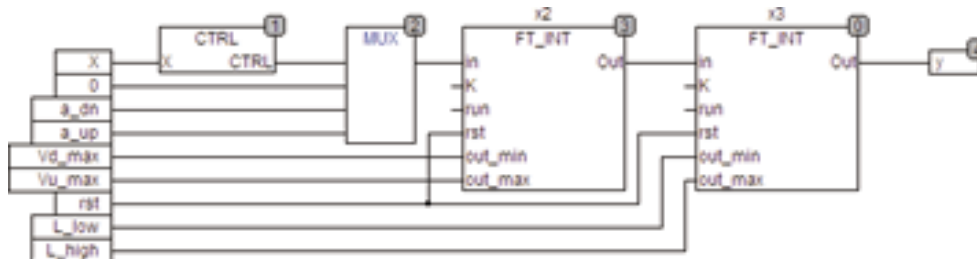 x2
x3
1
2
3
0
CTRL
MUX
FT_INT
FT_INT
X
X
CTRL
in
Out
in
Out
y
0
K
K
a_dn
run
run
a_up
rst
rst
Vd_max
out_min
out_min
Vu_max
out_max
out_max
rst
L_low
L_high